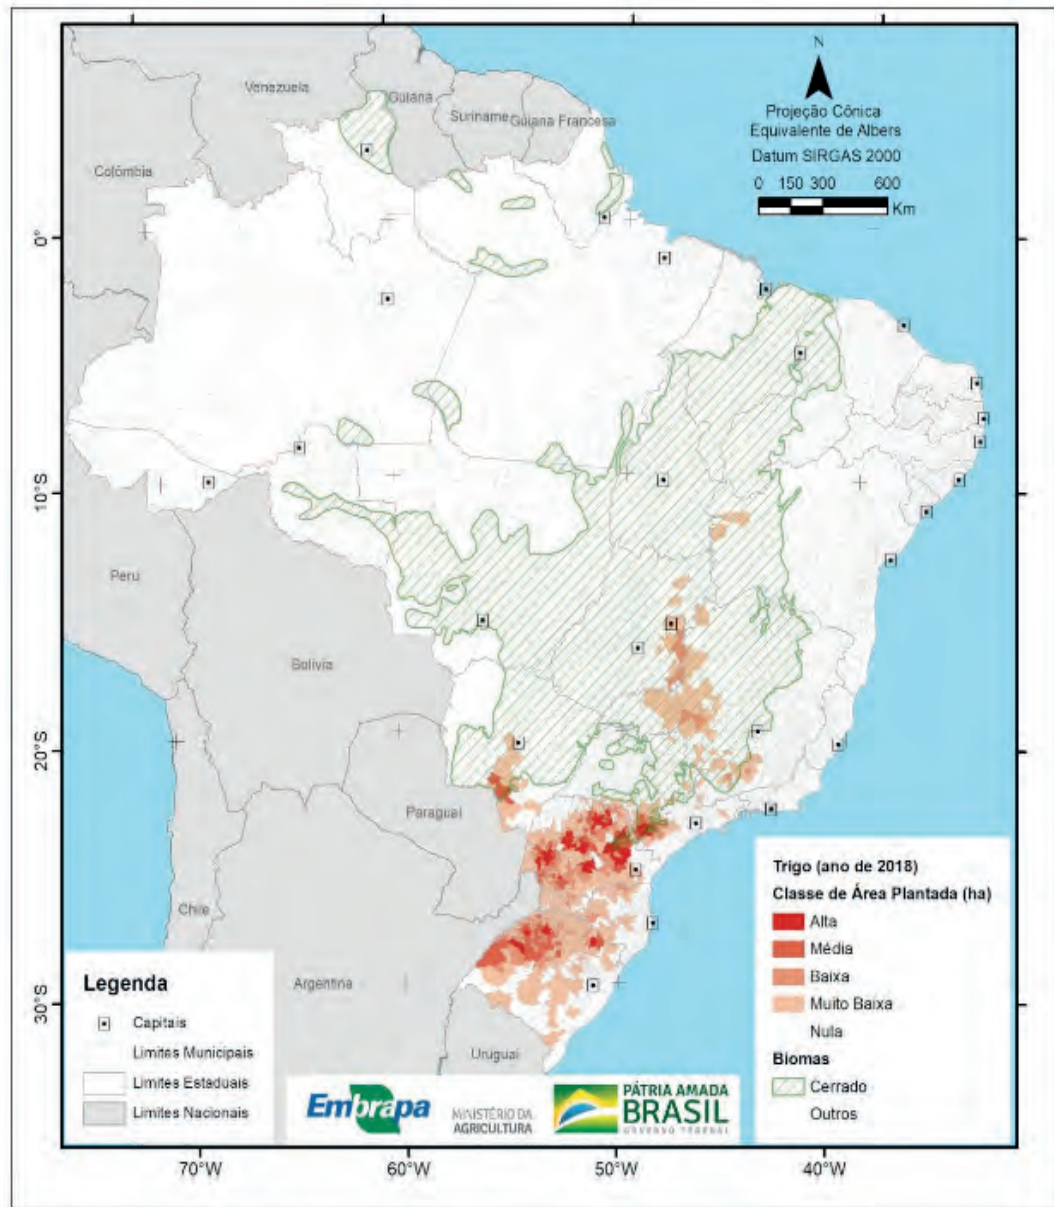 N
Projeção Cônica
Equivalente de Albers
Datum SIRGAS 2000
0 150 300 600
Km
Venezuela
Guiana
Suriname
Guiana Francesa
Colômbia
0°
10°S
Peru
Bolívia
20°S
Paraguai
Chile
Argentina
30°S
Uruguai
Trigo (ano de 2018)
Classe de Área Plantada (ha)
Alta
Média
Baixa
Muito Baixa
Nula
Biomas
Cerrado
Outros
Legenda
Capitais
Limites Municipais
Limites Estaduais
Limites Nacionais
Embrapa
MINISTÉRIO DA
AGRICULTURA
PÁTRIA AMADA
BRASIL
GOVERNO FEDERAL
70°W 60°W 50°W 40°W